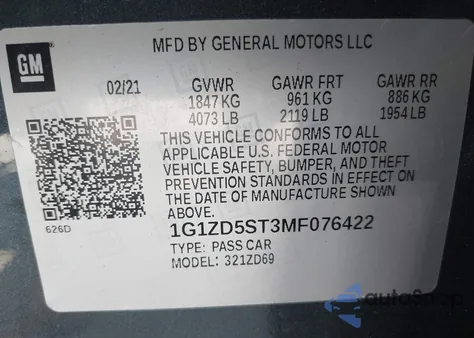 GM
MFD BY GENERAL MOTORS LLC
02/21 GVWR GAWR FRT GAWR RR
1847 KG 961 KG 886 KG
4073 LB 2119 LB 1954 LB
THIS VEHICLE CONFORMS TO ALL
APPLICABLE U.S. FEDERAL MOTOR
VEHICLE SAFETY, BUMPER, AND THEFT
PREVENTION STANDARDS IN EFFECT ON
THE DATE OF MANUFACTURE SHOWN
ABOVE.
626D
1G1ZD5ST3MF076422
TYPE: PASS CAR
MODEL: 321ZD69